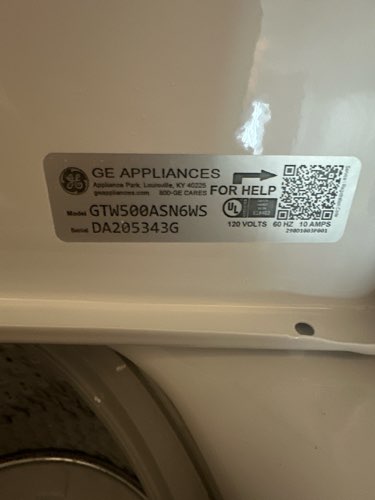 GE APPLIANCES
Appliance Park, Louisville, KY 40225
geappliances.com 800-GE CARES
FOR HELP
Model GTW500ASN6WS
Serial DA205343G
UL
120 VOLTS 60 HZ 10 AMPS